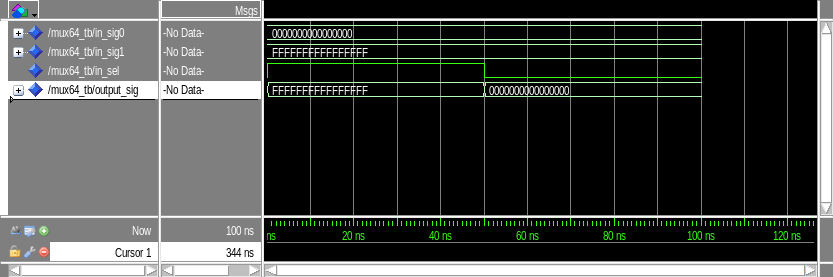 Msgs
/mux64_tb/in_sig0 -No Data- 0000000000000000
/mux64_tb/in_sig1 -No Data- FFFFFFFFFFFFFFFF
/mux64_tb/in_sel -No Data-
/mux64_tb/output_sig -No Data- FFFFFFFFFFFFFFFF 0000000000000000
Now 100 ns ns 20 ns 40 ns 60 ns 80 ns 100 ns 120 ns
Cursor 1 344 ns